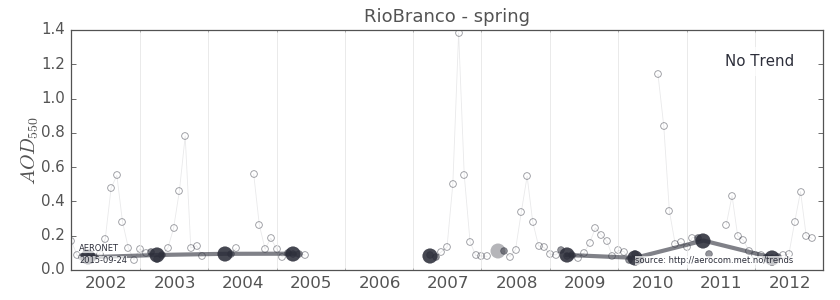 RioBranco - spring
1.4
1.2
1.0
0.8
0.6
0.4
0.2
0.0
AOD550
No Trend
AERONET
2015-09-24
source: http://aerocom.met.no/trends
2002 2003 2004 2005 2006 2007 2008 2009 2010 2011 2012